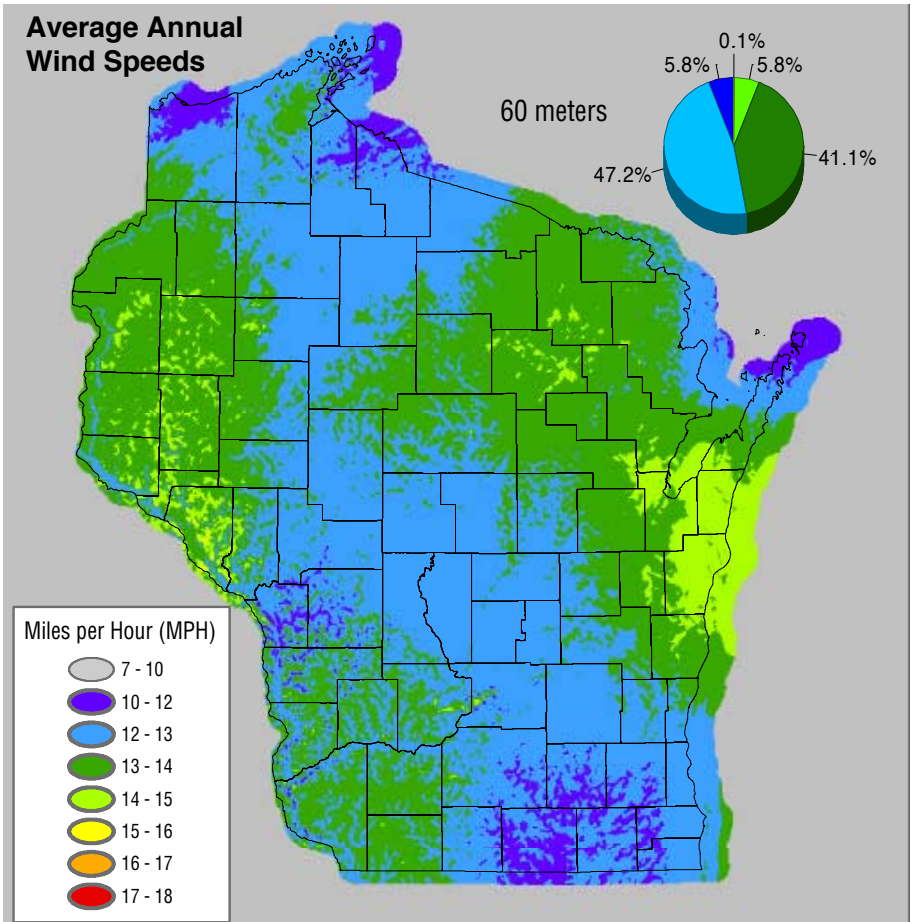 Average Annual
Wind Speeds
60 meters
0.1%
5.8%
5.8%
47.2%
41.1%
Miles per Hour (MPH)
7 - 10
10 - 12
12 - 13
13 - 14
14 - 15
15 - 16
16 - 17
17 - 18